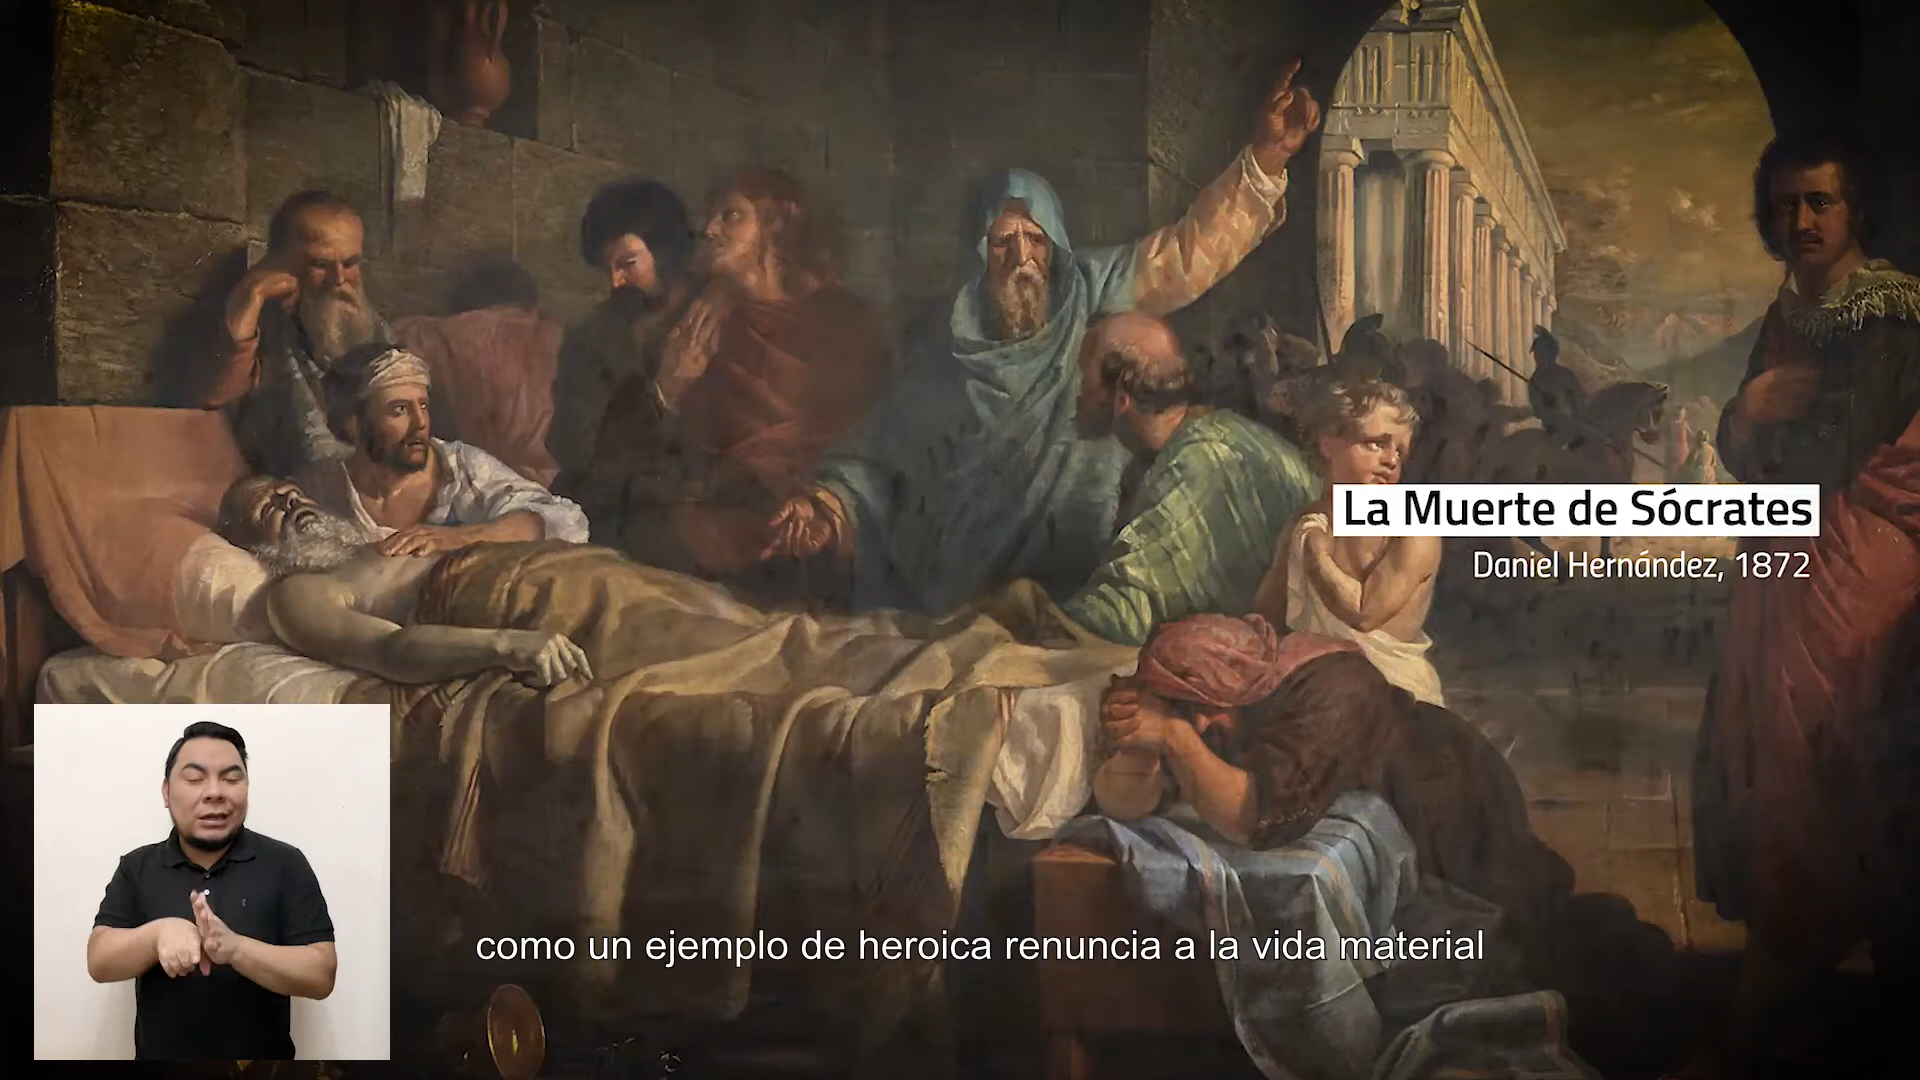 La Muerte de Sócrates
Daniel Hernández, 1872
como un ejemplo de heroica renuncia a la vida material